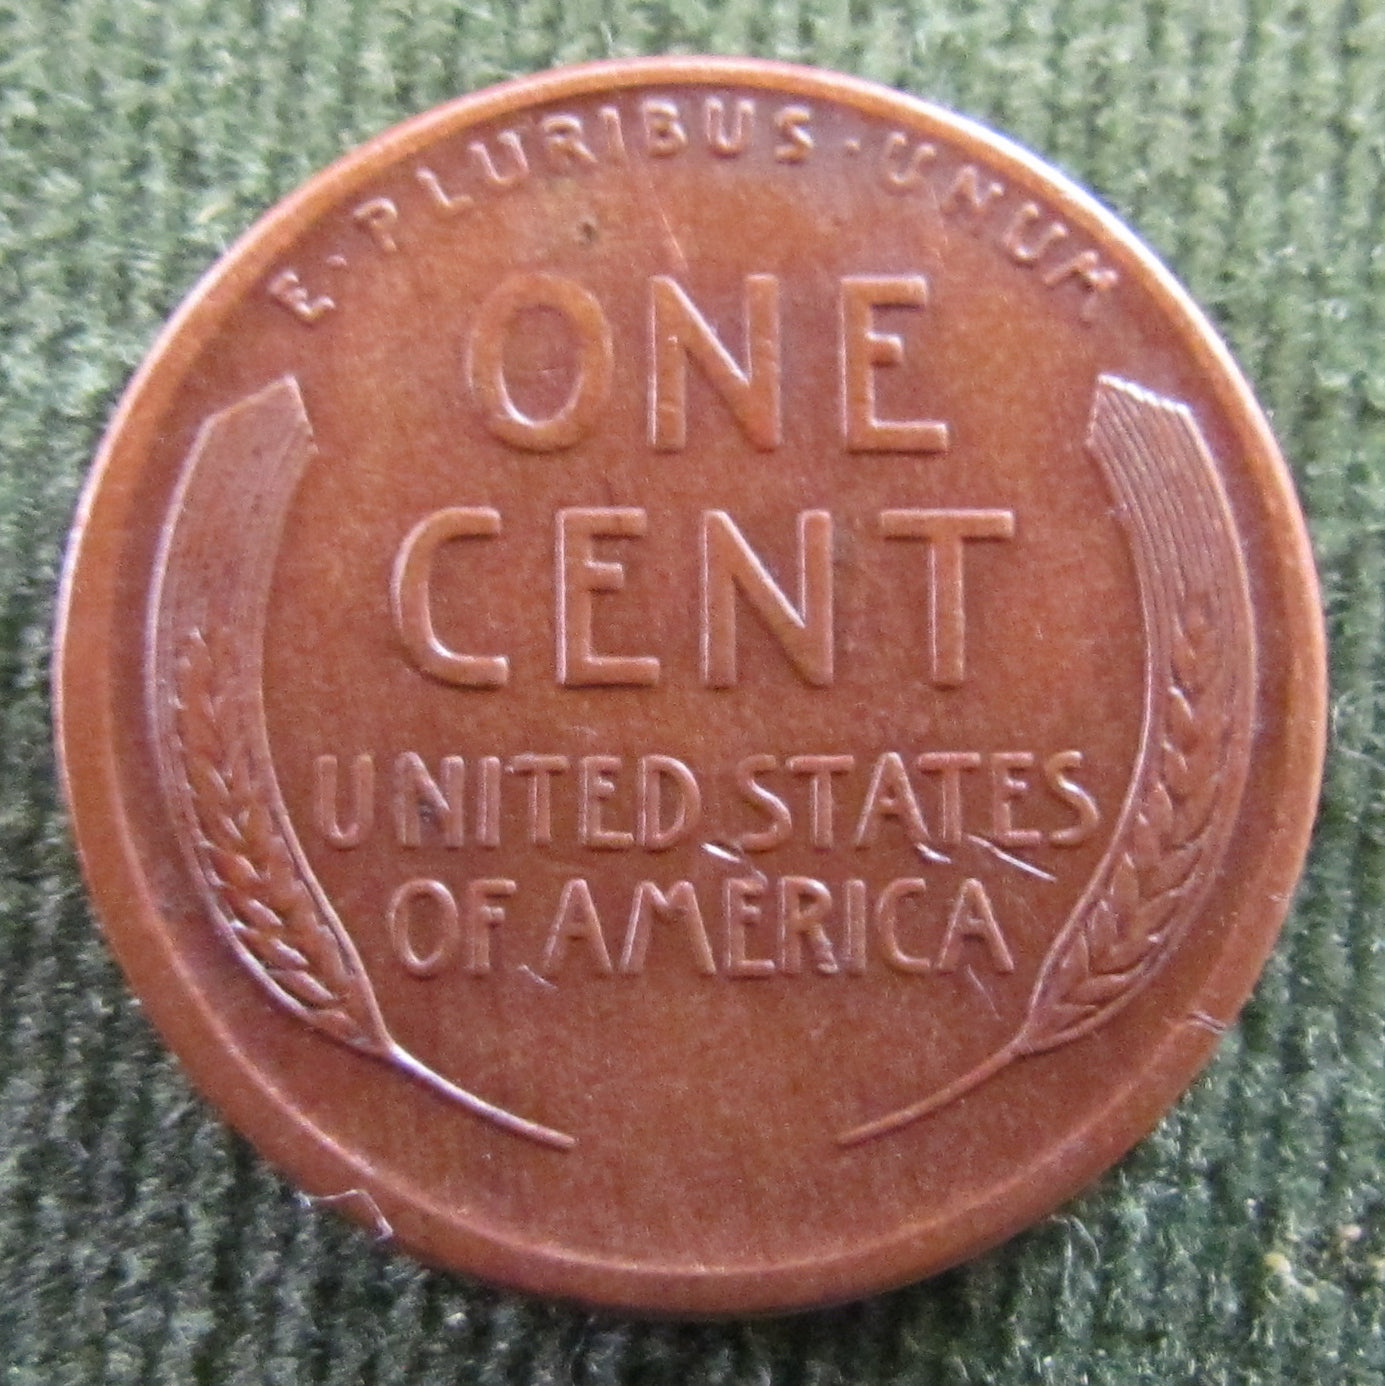 E·PLURIBUS·UNUM
ONE
CENT
UNITED STATES
OF AMERICA